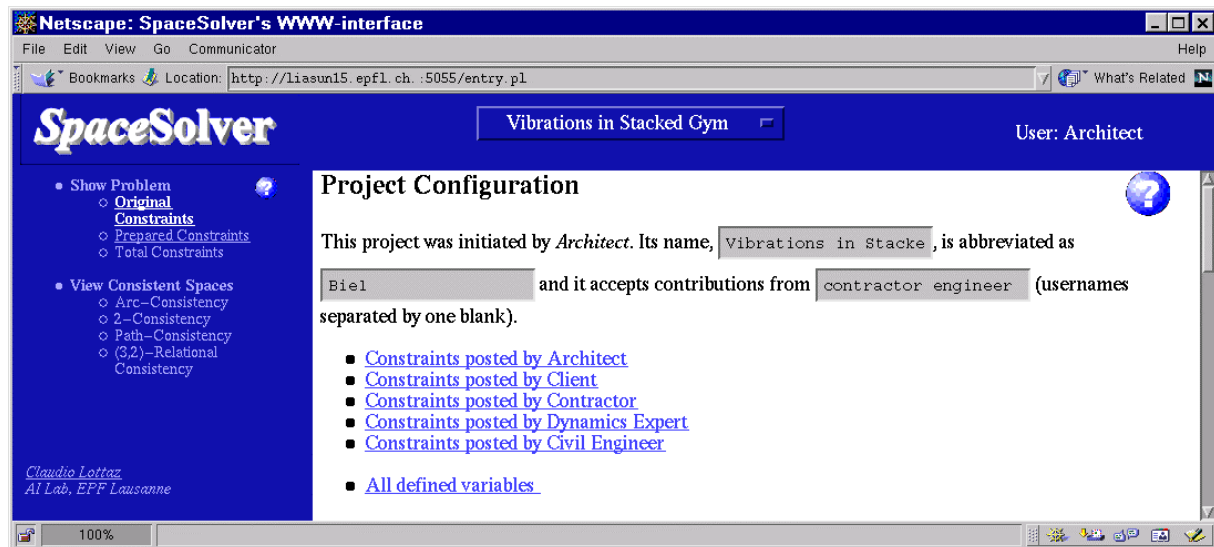 Netscape: SpaceSolver's WWW-interface
File Edit View Go Communicator Help
Bookmarks Location: http://liasun15.epfl.ch.:5055/entry.pl What's Related N
SpaceSolver
Vibrations in Stacked Gym
User: Architect
Show Problem
Original
Constraints
Prepared Constraints
Total Constraints
View Consistent Spaces
Arc-Consistency
2-Consistency
Path-Consistency
(3,2)-Relational
Consistency
Claudio Lottaz
AI Lab, EPF Lausanne
Project Configuration
This project was initiated by Architect. Its name, Vibrations in Stacke , is abbreviated as
Biel and it accepts contributions from contractor engineer (usernames
separated by one blank).
Constraints posted by Architect
Constraints posted by Client
Constraints posted by Contractor
Constraints posted by Dynamics Expert
Constraints posted by Civil Engineer
All defined variables
100%